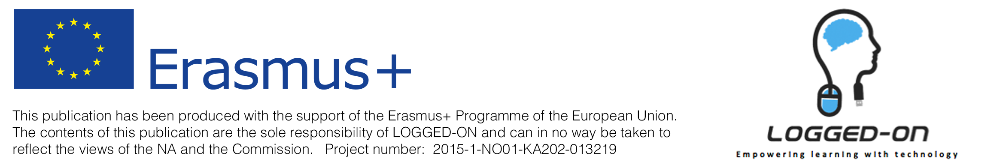 Erasmus+
This publication has been produced with the support of the Erasmus+ Programme of the European Union.
The contents of this publication are the sole responsibility of LOGGED-ON and can in no way be taken to
reflect the views of the NA and the Commission. Project number: 2015-1-NO01-KA202-013219
LOGGED-ON
Empowering learning with technology